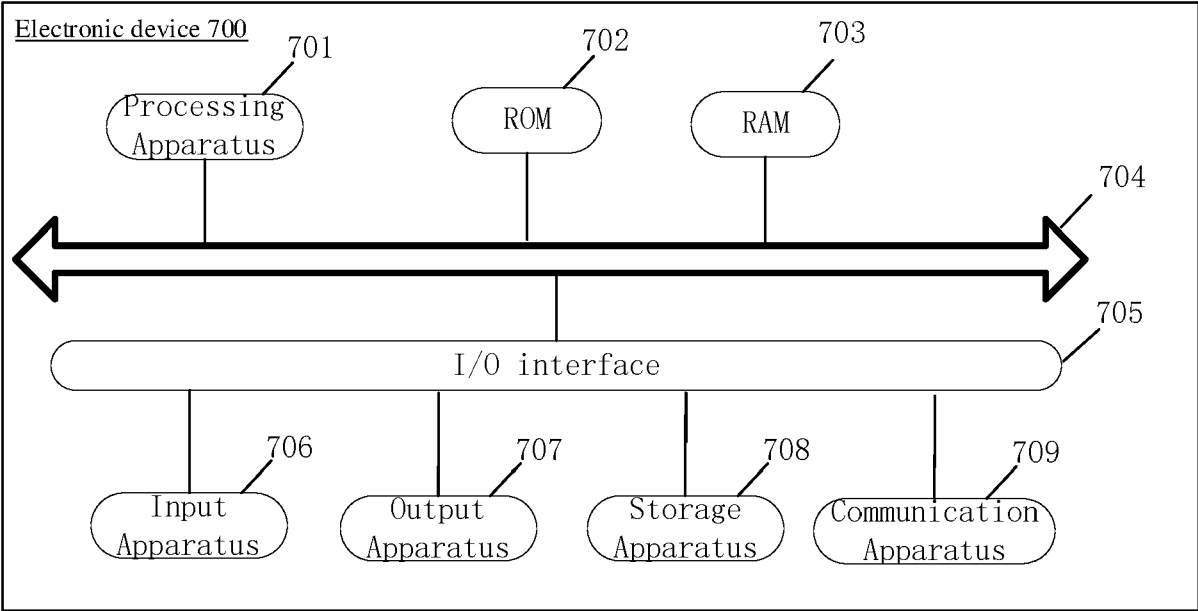 Electronic device 700
701
702
703
Processing
Apparatus
ROM
RAM
704
705
I/O interface
706
707
708
709
Input
Apparatus
Output
Apparatus
Storage
Apparatus
Communication
Apparatus